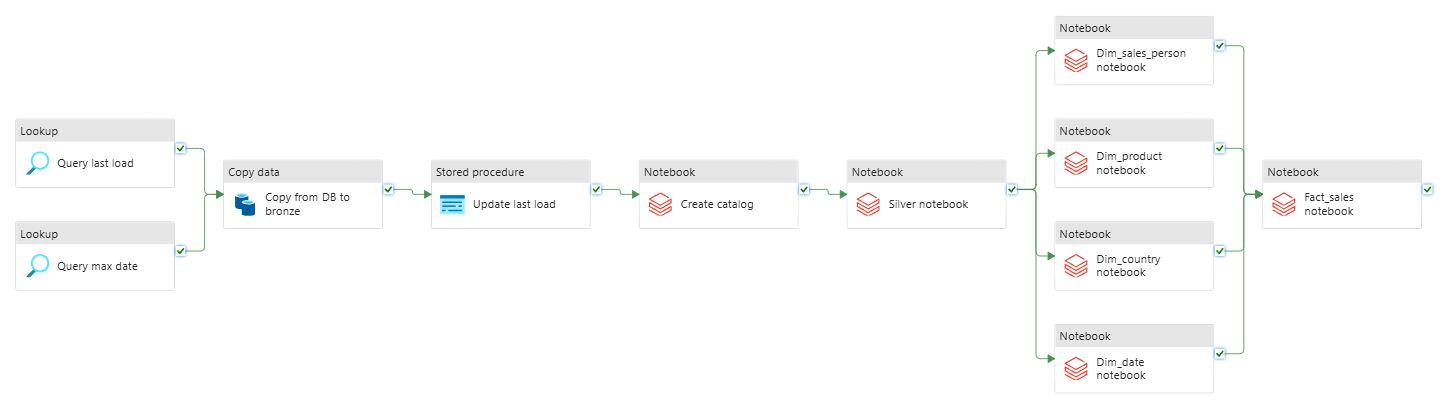 Lookup
Query last load
Lookup
Query max date
Copy data
Copy from DB to
bronze
Stored procedure
Update last load
Notebook
Create catalog
Notebook
Silver notebook
Notebook
Dim_sales_person
notebook
Notebook
Dim_product
notebook
Notebook
Dim_country
notebook
Notebook
Dim_date
notebook
Notebook
Fact_sales
notebook